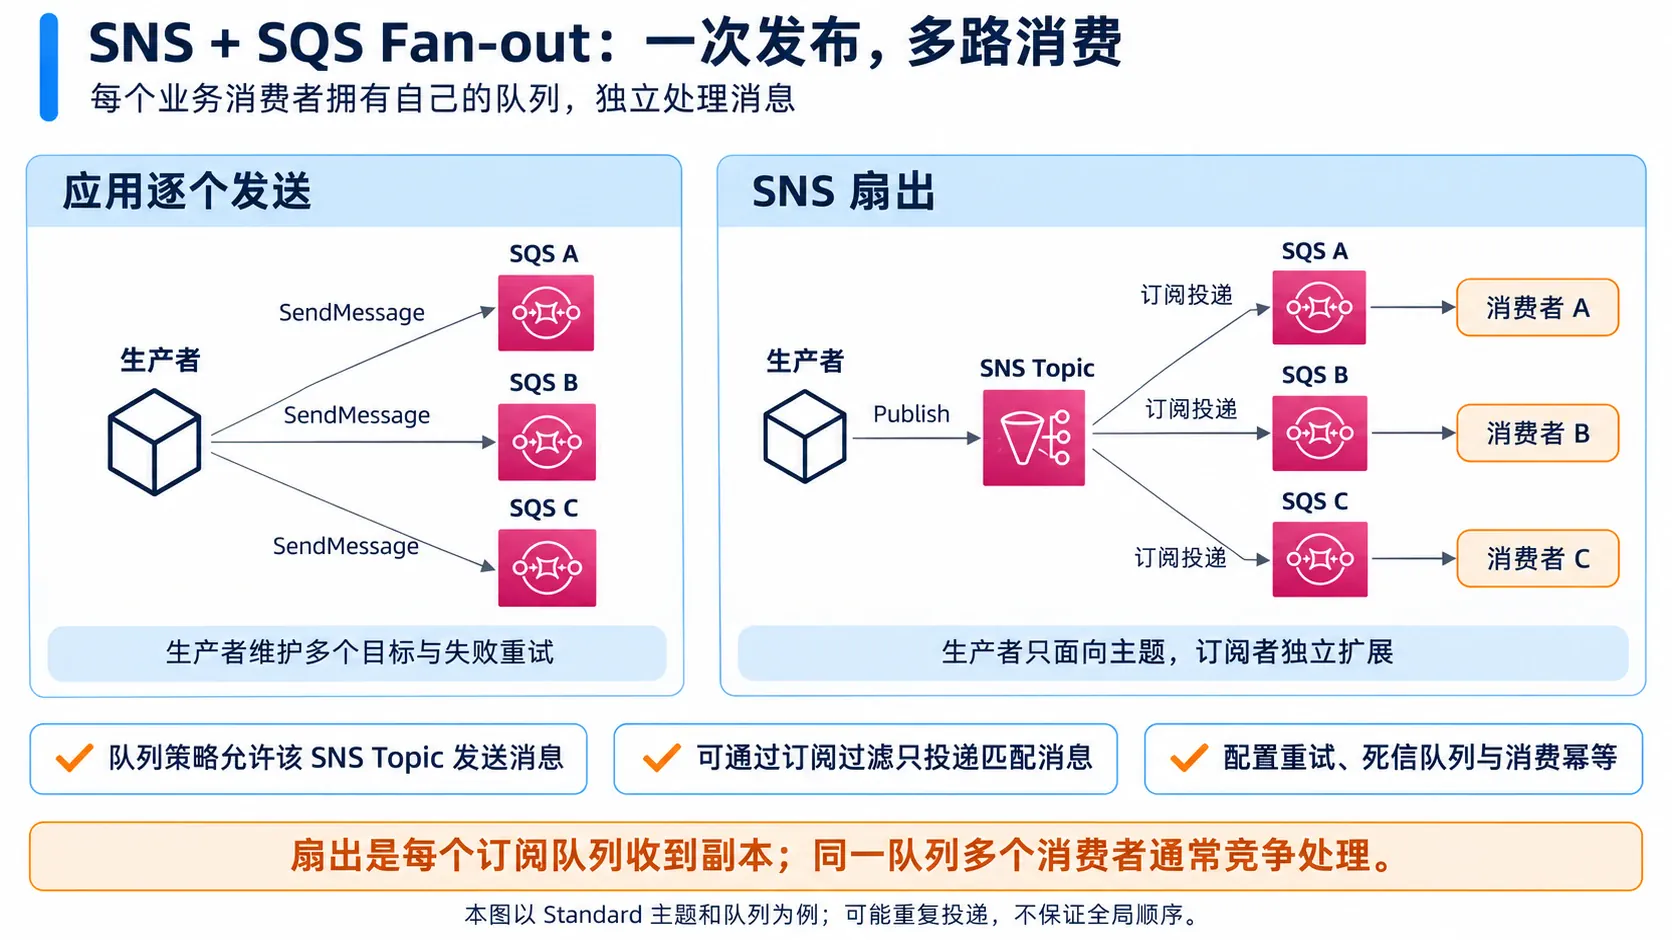 SNS + SQS Fan-out：一次发布，多路消费
每个业务消费者拥有自己的队列，独立处理消息
应用逐个发送
生产者
SendMessage
SendMessage
SendMessage
SQS A
SQS B
SQS C
生产者维护多个目标与失败重试
SNS 扇出
生产者
Publish
SNS Topic
订阅投递
订阅投递
订阅投递
SQS A
SQS B
SQS C
消费者 A
消费者 B
消费者 C
生产者只面向主题，订阅者独立扩展
队列策略允许该 SNS Topic 发送消息
可通过订阅过滤只投递匹配消息
配置重试、死信队列与消费幂等
扇出是每个订阅队列收到副本；同一队列多个消费者通常竞争处理。
本图以 Standard 主题和队列为例；可能重复投递，不保证全局顺序。